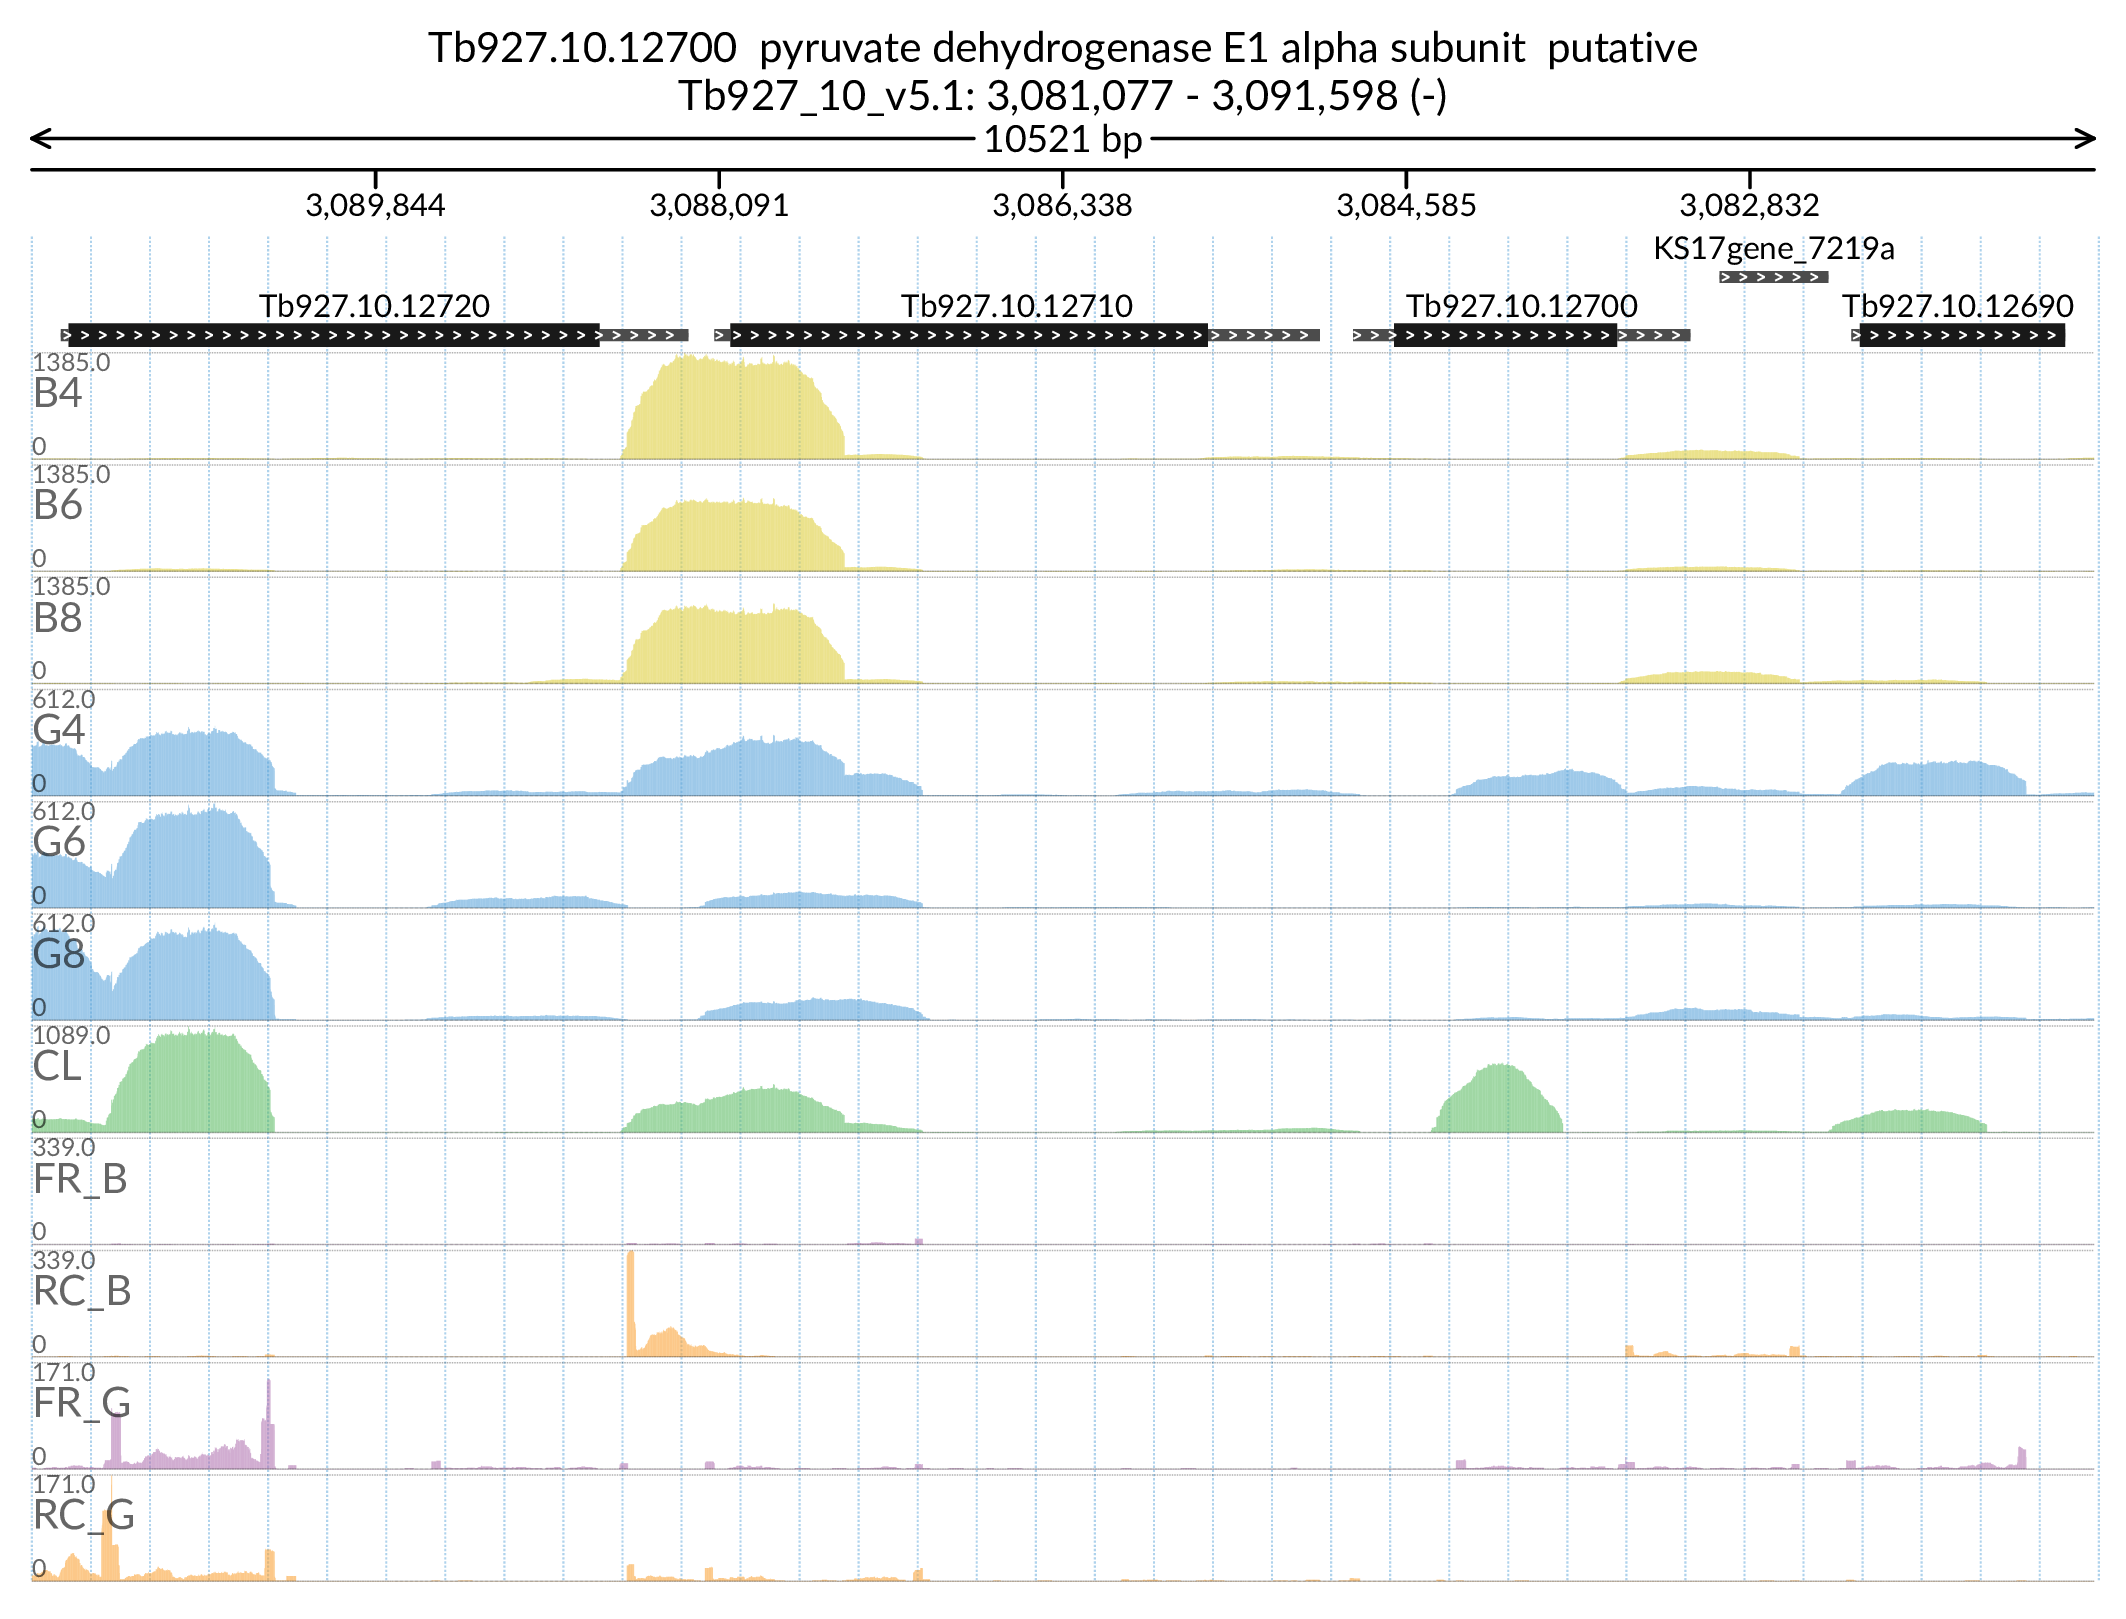 Tb927.10.12700  pyruvate dehydrogenase E1 alpha subunit  putative
Tb927_10_v5.1: 3,081,077 - 3,091,598 (-)
10521 bp
3,089,844 3,088,091 3,086,338 3,084,585 3,082,832
KS17gene_7219a
Tb927.10.12720 Tb927.10.12710 Tb927.10.12700 Tb927.10.12690
1385.0
B4
0
1385.0
B6
0
1385.0
B8
0
612.0
G4
0
612.0
G6
0
612.0
G8
0
1089.0
CL
0
339.0
FR_B
0
339.0
RC_B
0
171.0
FR_G
0
171.0
RC_G
0